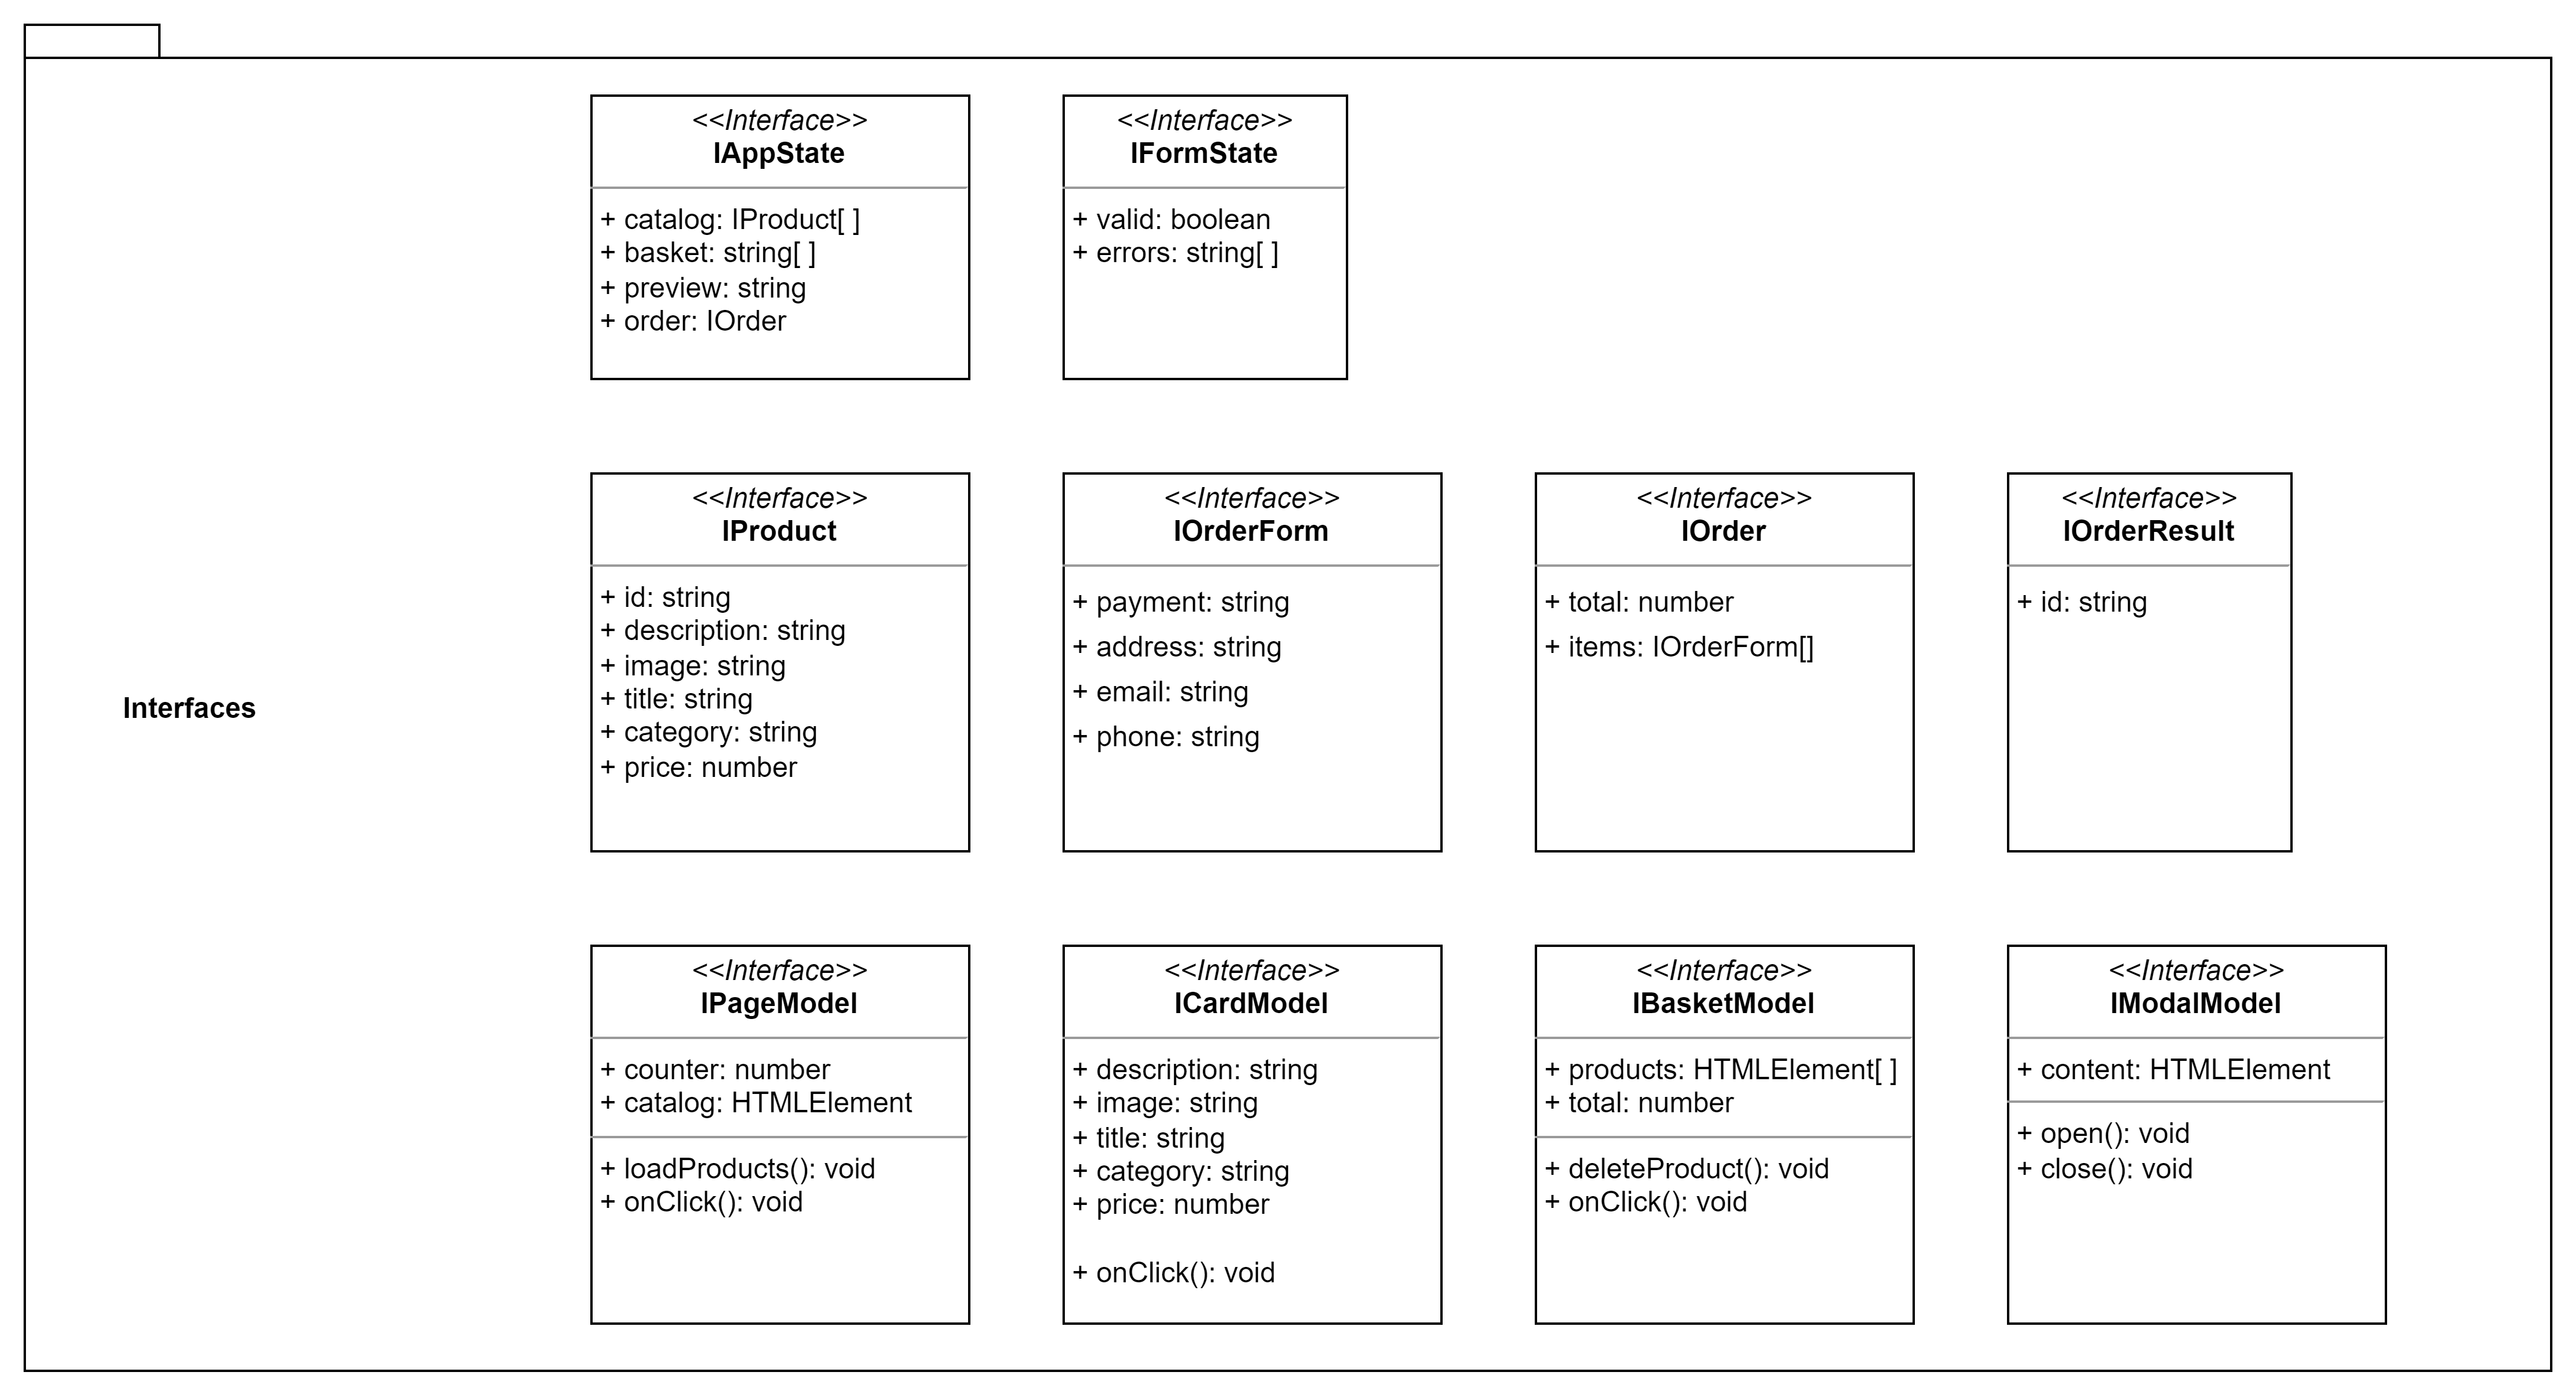 <<Interface>>
IAppState
+ catalog: IProduct[ ]
+ basket: string[ ]
+ preview: string
+ order: IOrder
<<Interface>>
IFormState
+ valid: boolean
+ errors: string[ ]
Interfaces
<<Interface>>
IProduct
+ id: string
+ description: string
+ image: string
+ title: string
+ category: string
+ price: number
<<Interface>>
IOrderForm
+ payment: string
+ address: string
+ email: string
+ phone: string
<<Interface>>
IOrder
+ total: number
+ items: IOrderForm[]
<<Interface>>
IOrderResult
+ id: string
<<Interface>>
IPageModel
+ counter: number
+ catalog: HTMLElement
+ loadProducts(): void
+ onClick(): void
<<Interface>>
ICardModel
+ description: string
+ image: string
+ title: string
+ category: string
+ price: number
+ onClick(): void
<<Interface>>
IBasketModel
+ products: HTMLElement[ ]
+ total: number
+ deleteProduct(): void
+ onClick(): void
<<Interface>>
IModalModel
+ content: HTMLElement
+ open(): void
+ close(): void